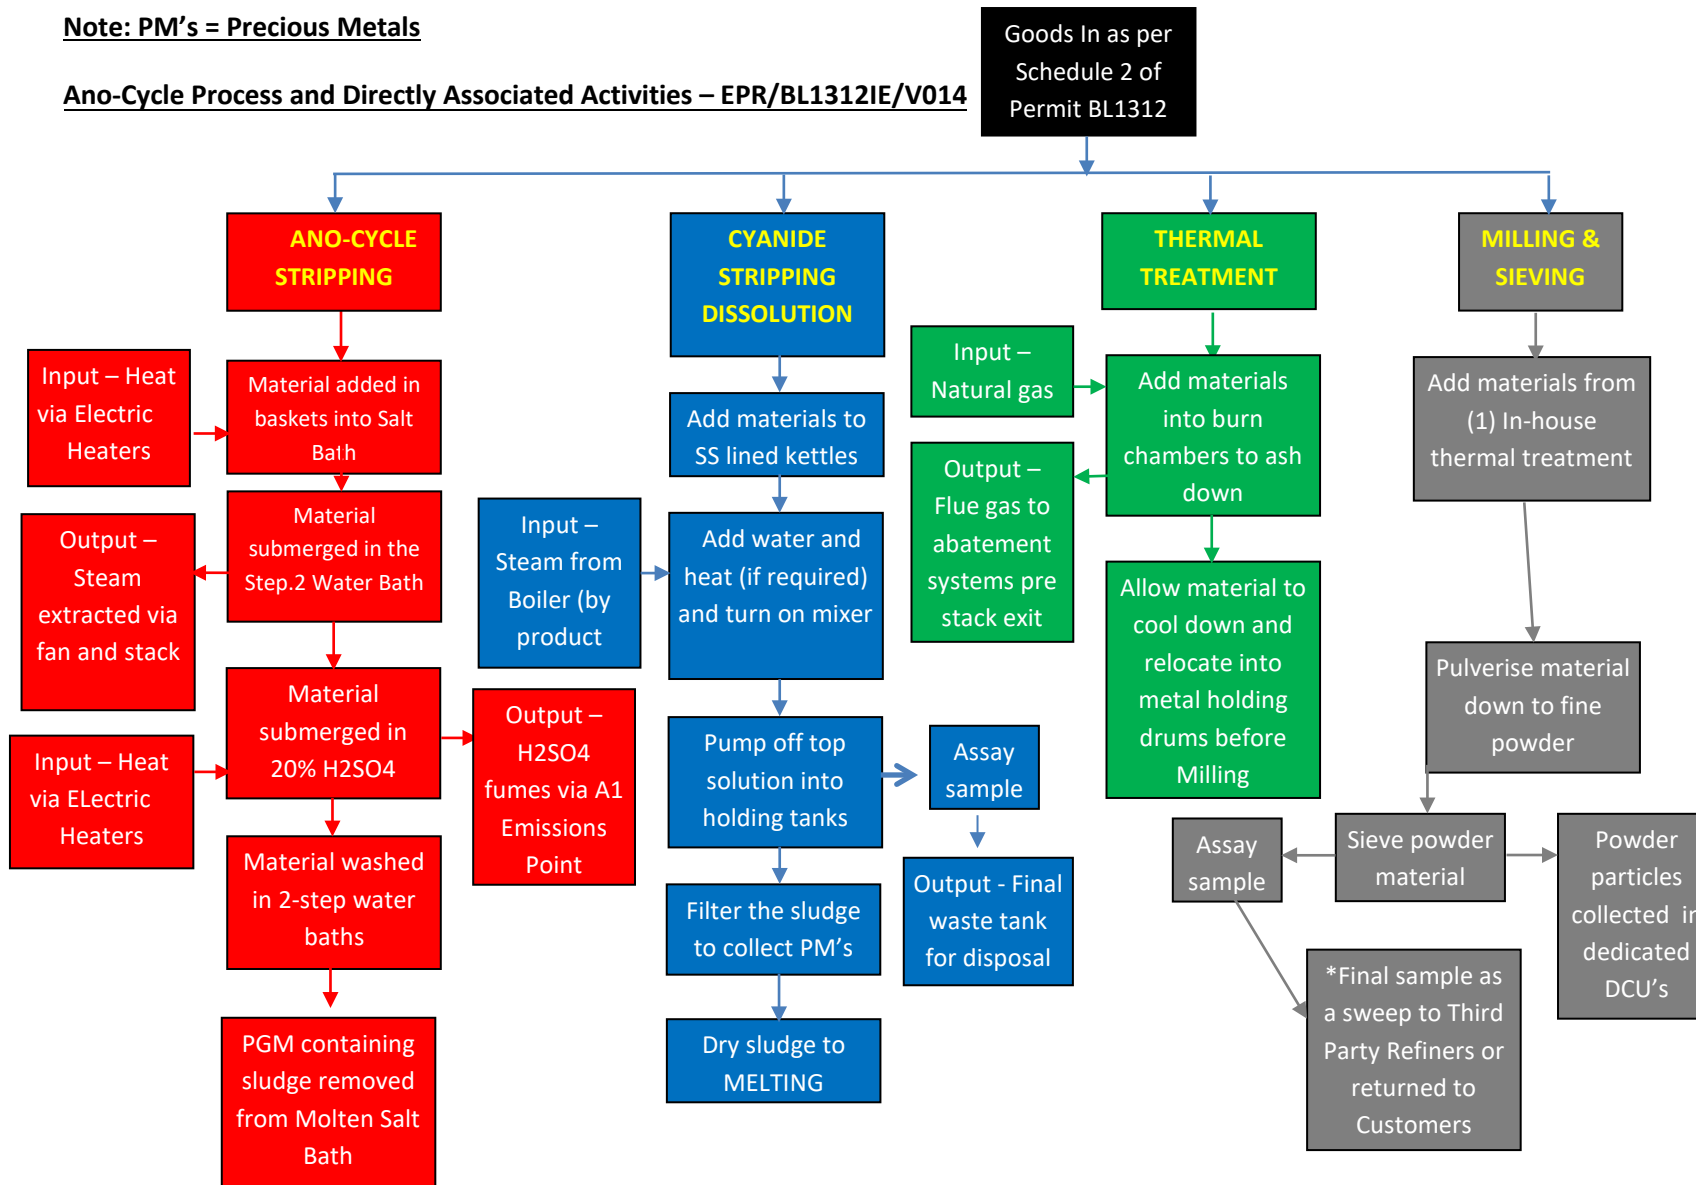 Note: PM’s = Precious Metals
Ano-Cycle Process and Directly Associated Activities – EPR/BL1312IE/V014
Goods In as per
Schedule 2 of
Permit BL1312
ANO-CYCLE
STRIPPING
Input – Heat
via Electric
Heaters
Material added in
baskets into Salt
Bath
Material
submerged in the
Step.2 Water Bath
Output –
Steam
extracted via
fan and stack
Material
submerged in
20% H2SO4
Input – Heat
via ELectric
Heaters
Output –
H2SO4
fumes via A1
Emissions
Point
Material washed
in 2-step water
baths
PGM containing
sludge removed
from Molten Salt
Bath
CYANIDE
STRIPPING
DISSOLUTION
Add materials to
SS lined kettles
Input –
Steam from
Boiler (by
product
Add water and
heat (if required)
and turn on mixer
Pump off top
solution into
holding tanks
Assay
sample
Output - Final
waste tank
for disposal
Filter the sludge
to collect PM’s
Dry sludge to
MELTING
THERMAL
TREATMENT
Input –
Natural gas
Add materials
into burn
chambers to ash
down
Output –
Flue gas to
abatement
systems pre
stack exit
Allow material to
cool down and
relocate into
metal holding
drums before
Milling
MILLING &
SIEVING
Add materials from
(1) In-house
thermal treatment
Pulverise material
down to fine
powder
Sieve powder
material
Assay
sample
Powder
particles
collected in
dedicated
DCU’s
*Final sample as
a sweep to Third
Party Refiners or
returned to
Customers